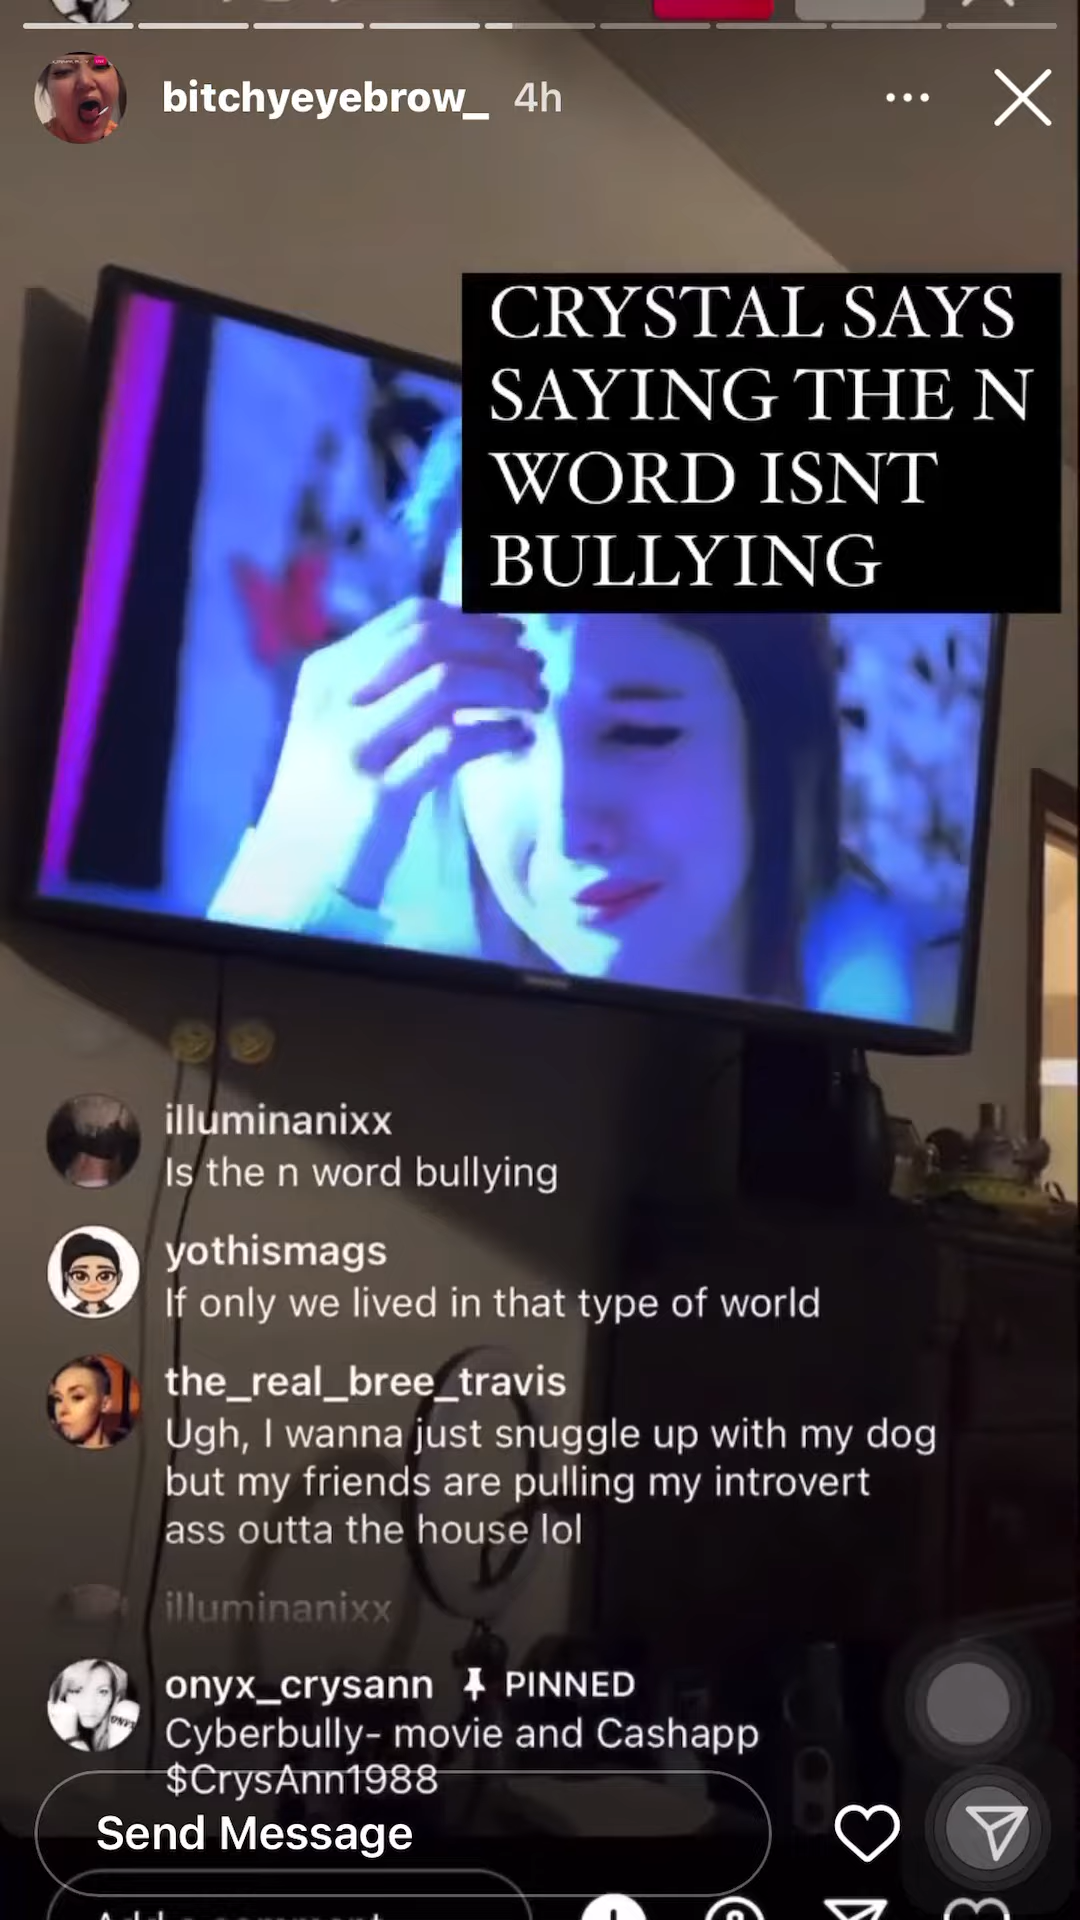 bitchyeyebrow_ 4h
CRYSTAL SAYS
SAYING THE N
WORD ISNT
BULLYING
illuminanixx
Is the n word bullying
yothismags
If only we lived in that type of world
the_real_bree_travis
Ugh, I wanna just snuggle up with my dog
but my friends are pulling my introvert
ass outta the house lol
illuminanixx
onyx_crysann PINNED
Cyberbully- movie and Cashapp
$CrysAnn1988
Send Message